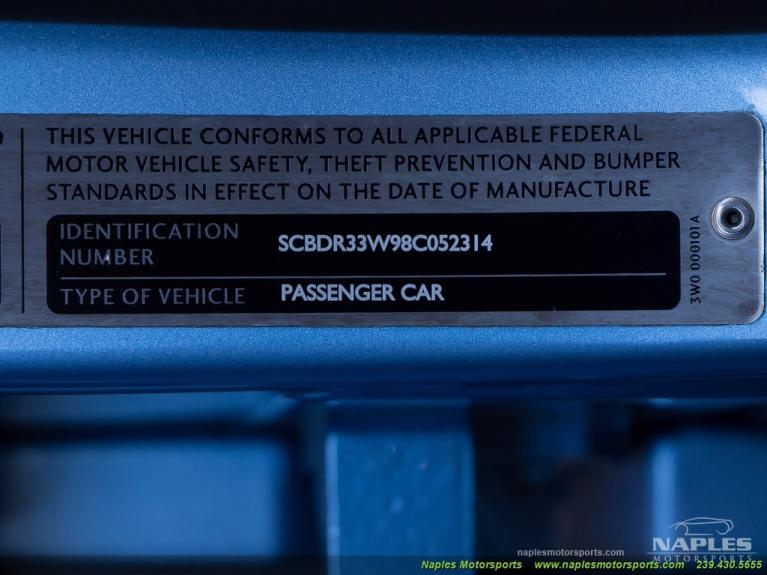 THIS VEHICLE CONFORMS TO ALL APPLICABLE FEDERAL
MOTOR VEHICLE SAFETY, THEFT PREVENTION AND BUMPER
STANDARDS IN EFFECT ON THE DATE OF MANUFACTURE
IDENTIFICATION
NUMBER
SCBDR33W98C052314
TYPE OF VEHICLE PASSENGER CAR
3W0 000101A
NAPLES
MOTORSPORTS
naplesmotorsports.com
Naples Motorsports www.naplesmotorsports.com 239.430.5655